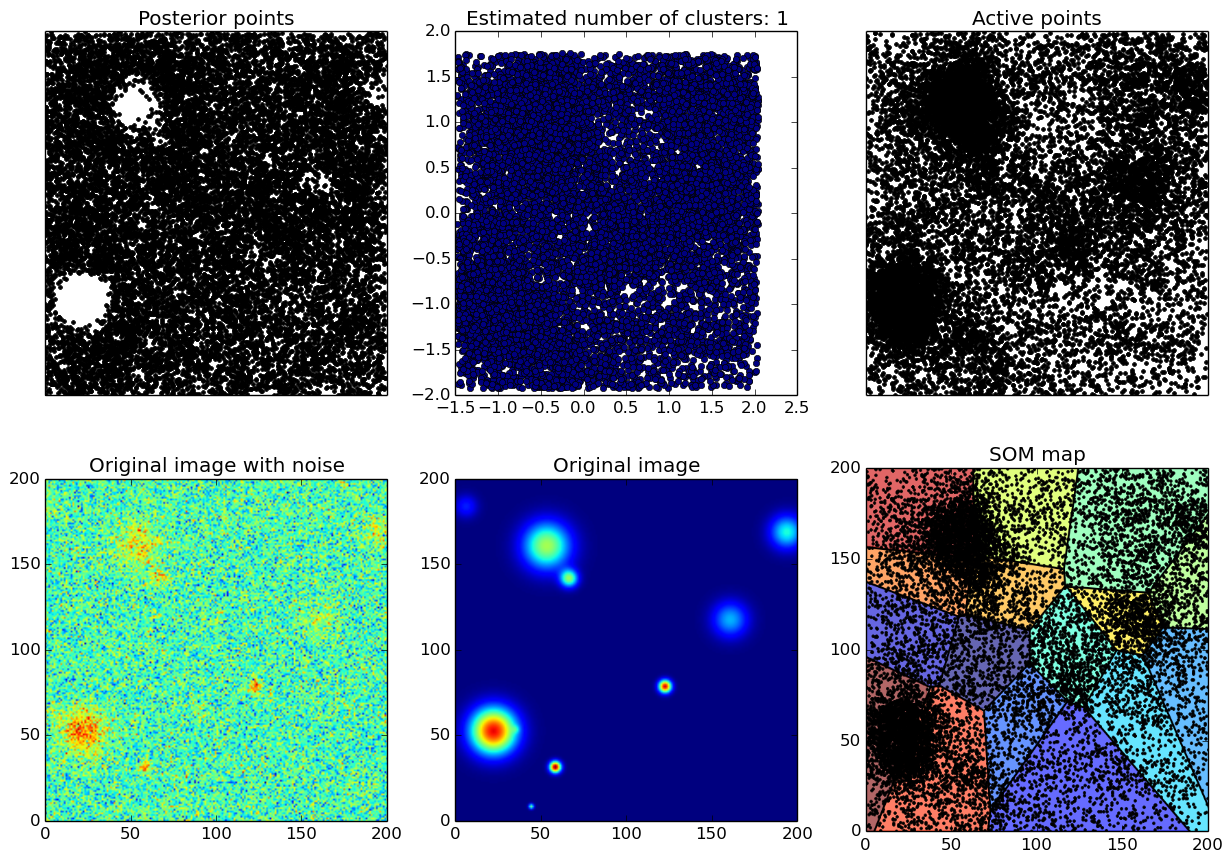 Posterior points
Estimated number of clusters: 1
Active points
2.0
1.5
1.0
0.5
0.0
−0.5
−1.0
−1.5
−2.0
−1.5 −1.0 −0.5 0.0 0.5 1.0 1.5 2.0 2.5
Original image with noise
Original image
SOM map
200
150
100
50
0
0 50 100 150 200
200
150
100
50
0
0 50 100 150 200
200
150
100
50
0
0 50 100 150 200